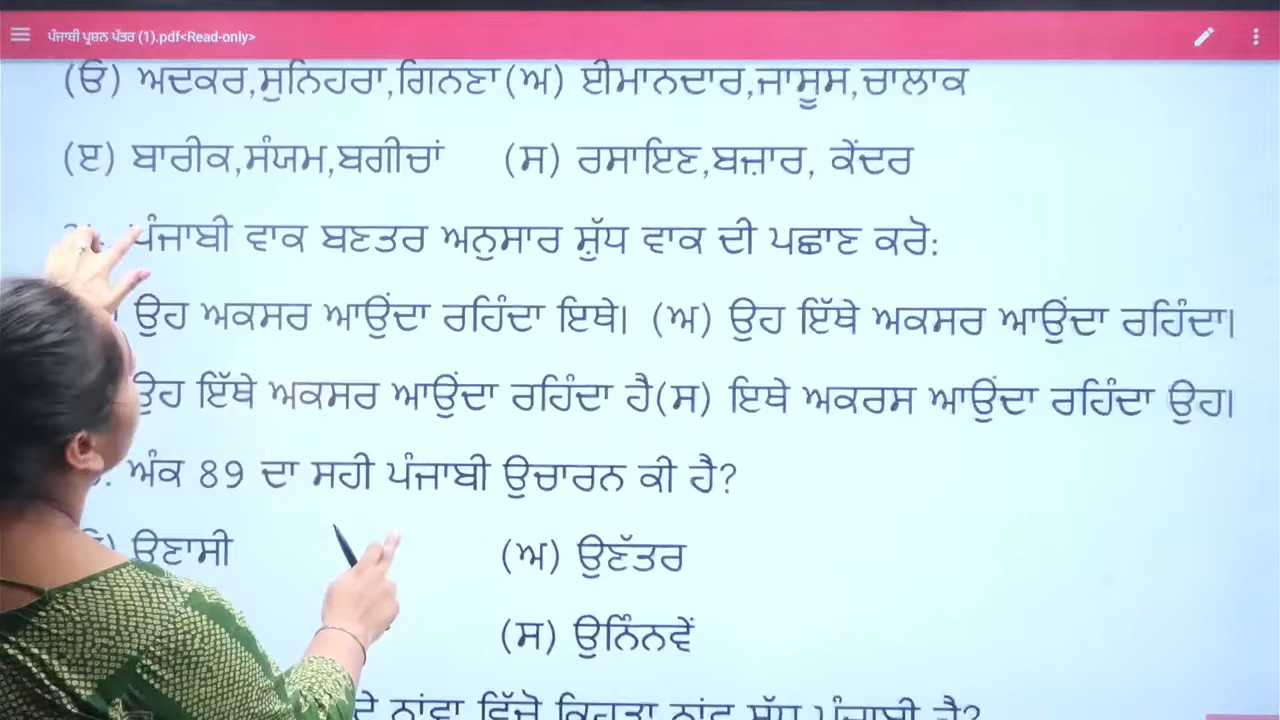 ਪੰਜਾਬੀ ਪ੍ਰਸ਼ਨ ਪੱਤਰ (1).pdf<Read-only>
(ੳ) ਅਦਕਰ,ਸੁਨਿਹਰਾ,ਗਿਨਣਾ(ਅ) ਈਮਾਨਦਾਰ,ਜਾਸੂਸ,ਚਾਲਾਕ
(ੲ) ਬਾਰੀਕ,ਸੰਯਮ,ਬਗੀਚਾਂ (ਸ) ਰਸਾਇਣ,ਬਜ਼ਾਰ, ਕੇਂਦਰ
ਪੰਜਾਬੀ ਵਾਕ ਬਣਤਰ ਅਨੁਸਾਰ ਸ਼ੁੱਧ ਵਾਕ ਦੀ ਪਛਾਣ ਕਰੋ:
ਉਹ ਅਕਸਰ ਆਉਂਦਾ ਰਹਿੰਦਾ ਇਥੇ। (ਅ) ਉਹ ਇੱਥੇ ਅਕਸਰ ਆਉਂਦਾ ਰਹਿੰਦਾ।
ਉਹ ਇੱਥੇ ਅਕਸਰ ਆਉਂਦਾ ਰਹਿੰਦਾ ਹੈ(ਸ) ਇਥੇ ਅਕਰਸ ਆਉਂਦਾ ਰਹਿੰਦਾ ਉਹ।
ਅੰਕ 89 ਦਾ ਸਹੀ ਪੰਜਾਬੀ ਉਚਾਰਨ ਕੀ ਹੈ?
ੳਣਾਸੀ (ਅ) ਉਣੱਤਰ
(ਸ) ਉਨਿੰਨਵੇਂ